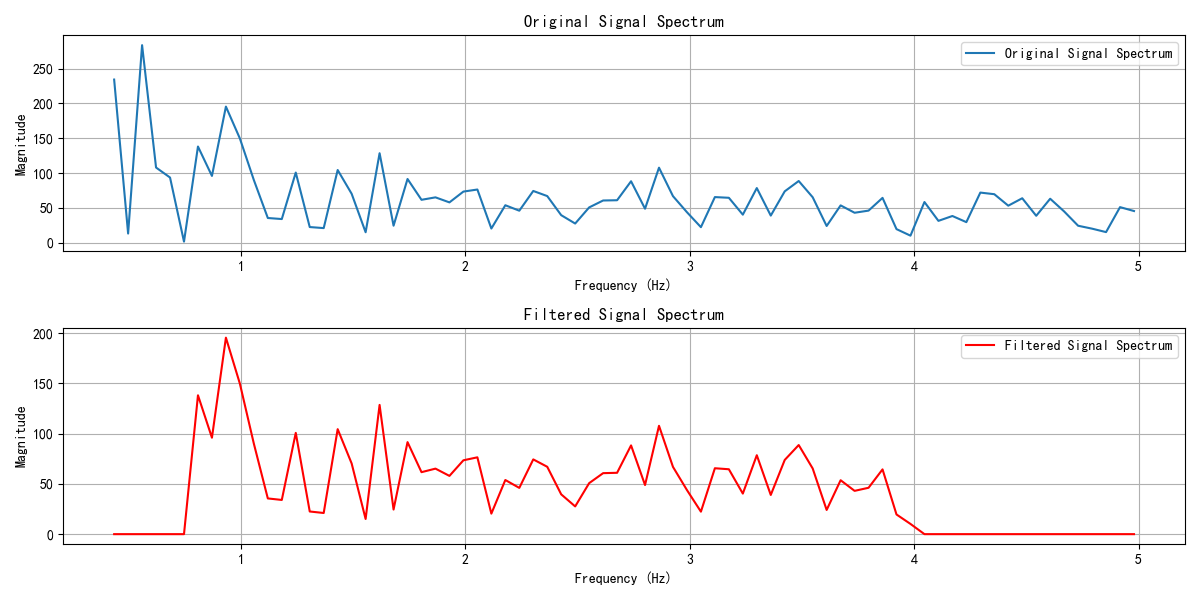 Original Signal Spectrum
Original Signal Spectrum
250
200
150
100
50
0
Magnitude
1 2 3 4 5
Frequency (Hz)
Filtered Signal Spectrum
Filtered Signal Spectrum
200
150
100
50
0
Magnitude
1 2 3 4 5
Frequency (Hz)